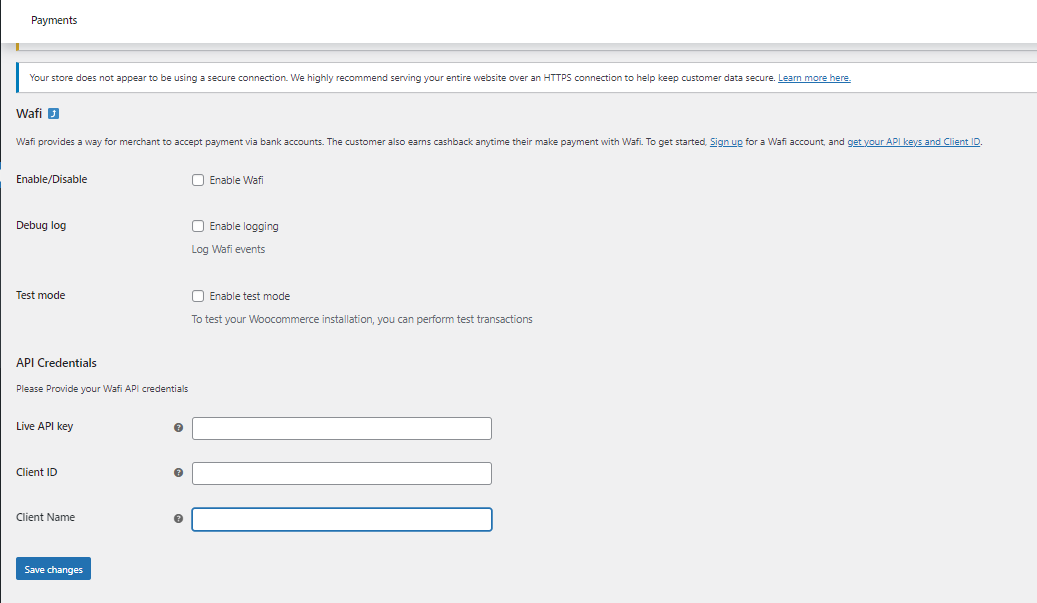 Payments
Your store does not appear to be using a secure connection. We highly recommend serving your entire website over an HTTPS connection to help keep customer data secure. Learn more here.
Wafi ⤴
Wafi provides a way for merchant to accept payment via bank accounts. The customer also earns cashback anytime their make payment with Wafi. To get started, Sign up for a Wafi account, and get your API keys and Client ID.
Enable/Disable Enable Wafi
Debug log Enable logging
Log Wafi events
Test mode Enable test mode
To test your Woocommerce installation, you can perform test transactions
API Credentials
Please Provide your Wafi API credentials
Live API key ?
Client ID ?
Client Name ?
Save changes